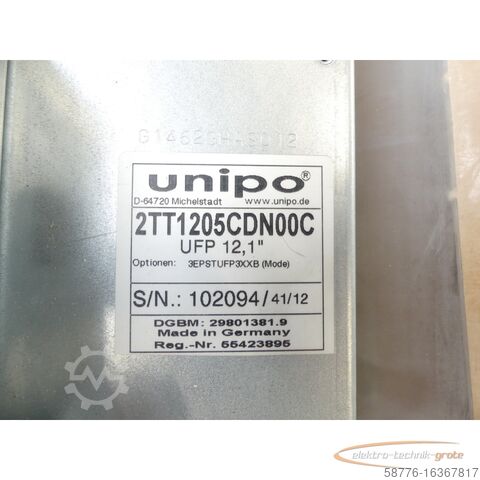 unipo®
D-64720 Michelstadt www.unipo.de
2TT1205CDN00C
UFP 12,1"
Optionen: 3EPSTUFP3XXB (Mode)
S/N.: 102094/41/12
DGBM: 29801381.9
Made in Germany
Reg.-Nr. 55423895
elektro-technik-grote
58776-16367817